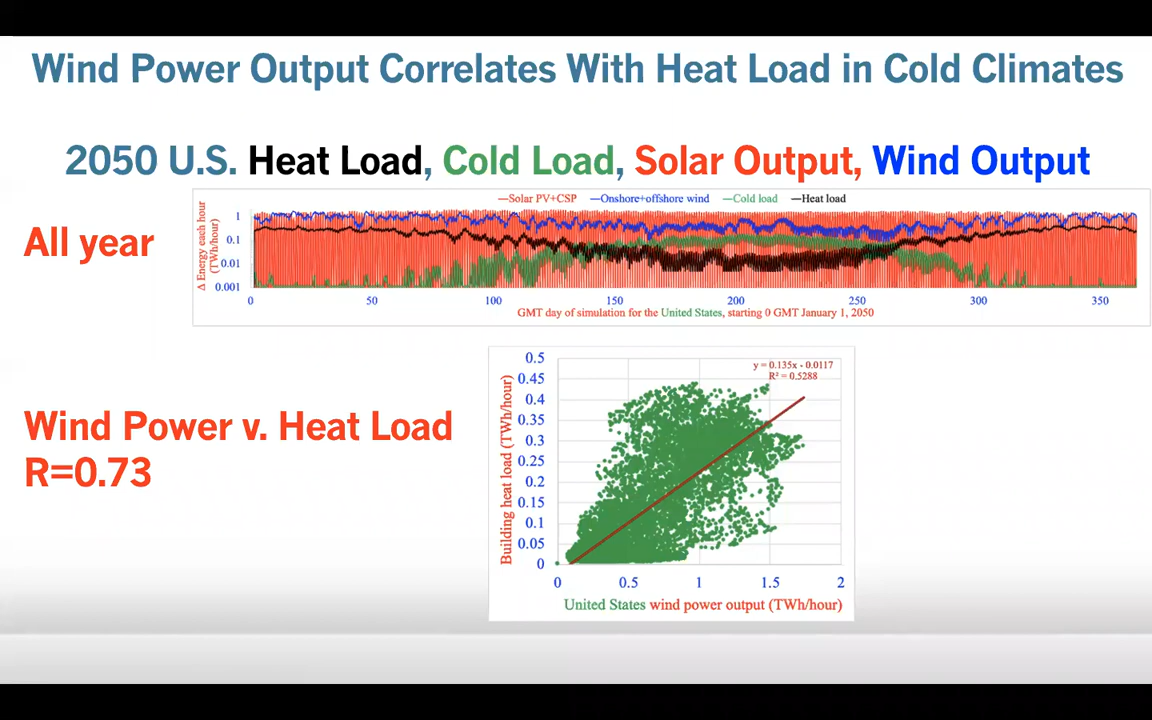 Wind Power Output Correlates With Heat Load in Cold Climates
2050 U.S. Heat Load, Cold Load, Solar Output, Wind Output
All year
Solar PV+CSP Onshore+offshore wind Cold load Heat load
Δ Energy each hour
(TWh/hour)
1
0.1
0.01
0.001
0 50 100 150 200 250 300 350
GMT day of simulation for the United States, starting 0 GMT January 1, 2050
Wind Power v. Heat Load
R=0.73
y = 0.135x - 0.0117
R² = 0.5288
Building heat load (TWh/hour)
0.5
0.45
0.4
0.35
0.3
0.25
0.2
0.15
0.1
0.05
0
0 0.5 1 1.5 2
United States wind power output (TWh/hour)